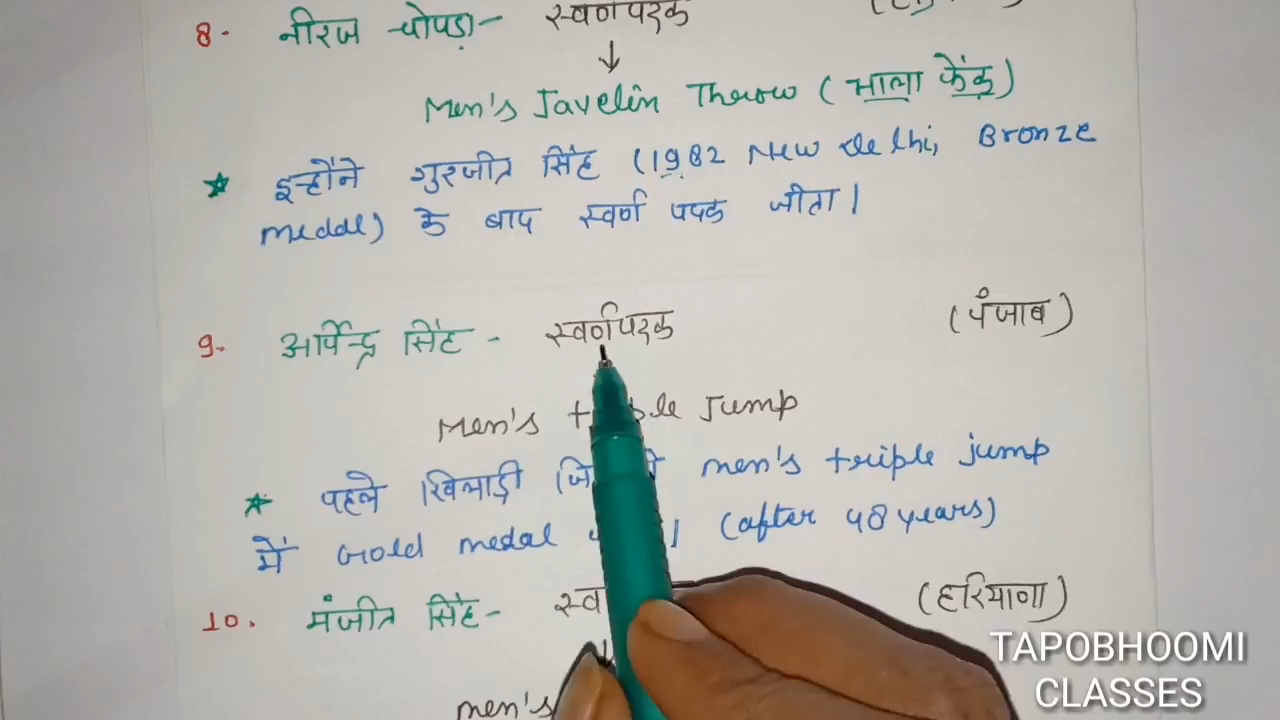 8- नीरज चोपड़ा- स्वर्णपदक
Men's Javelin Throw (भाला फेंक)
इन्होंने गुरजीत सिंह (1982 New Delhi, Bronze
medal) के बाद स्वर्ण पदक जीता।
9- अर्पिन्द्र सिंह - स्वर्णपदक (पंजाब)
Men's Jump
पहले खिलाड़ी men's triple jump
में Gold medal (after 48 years)
10. मंजीत सिंह- (हरियाणा)
men's
TAPOBHOOMI
CLASSES